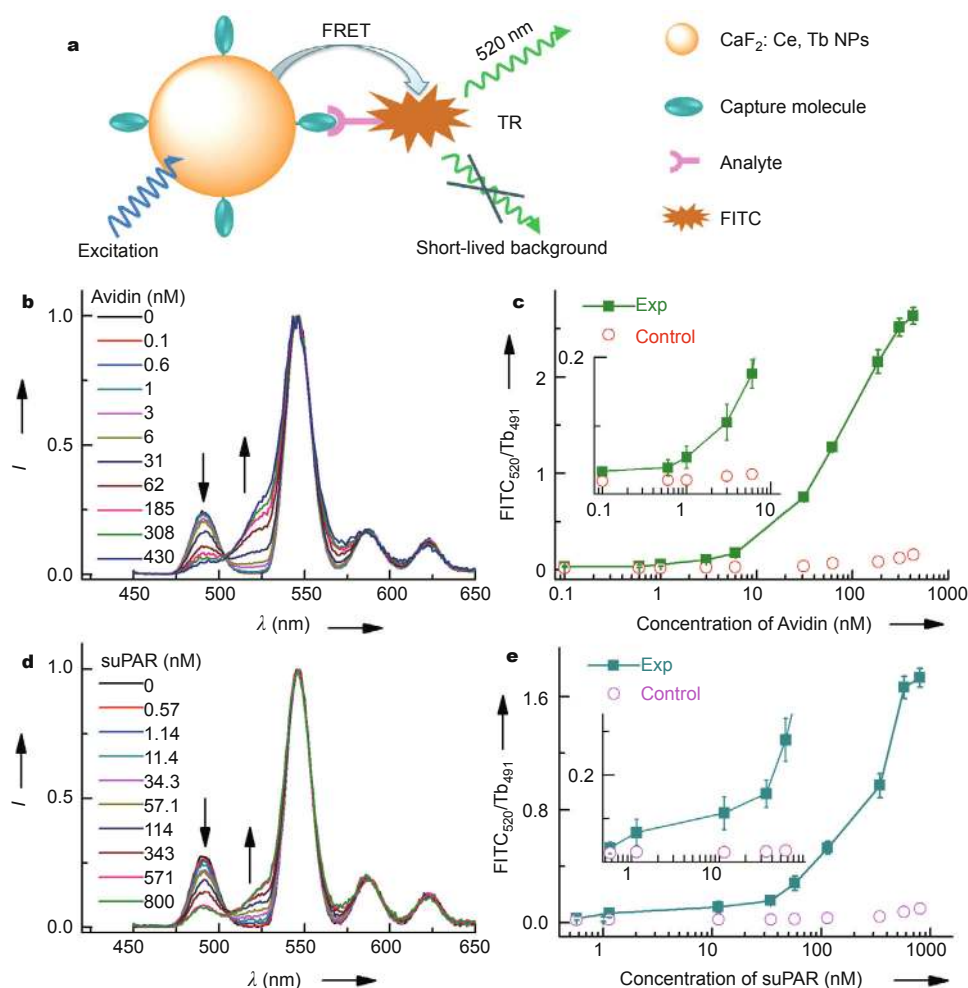 a
FRET
520 nm
TR
Excitation
Short-lived background
CaF₂: Ce, Tb NPs
Capture molecule
Analyte
FITC
b
Avidin (nM)
0
0.1
0.6
1
3
6
31
62
185
308
430
1.0
0.5
0.0
I
450 500 550 600 650
λ (nm)
c
Exp
Control
2
1
0
FITC₅₂₀/Tb₄₉₁
0.2
0.1 1 10
0.1 1 10 100 1000
Concentration of Avidin (nM)
d
suPAR (nM)
0
0.57
1.14
11.4
34.3
57.1
114
343
571
800
1.0
0.5
0.0
I
450 500 550 600 650
λ (nm)
e
Exp
Control
1.6
0.8
0.0
FITC₅₂₀/Tb₄₉₁
0.2
1 10
1 10 100 1000
Concentration of suPAR (nM)